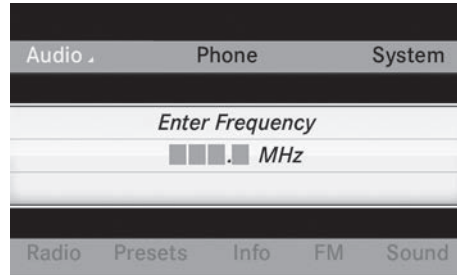 Audio Phone System
Enter Frequency
. MHz
Radio Presets Info FM Sound